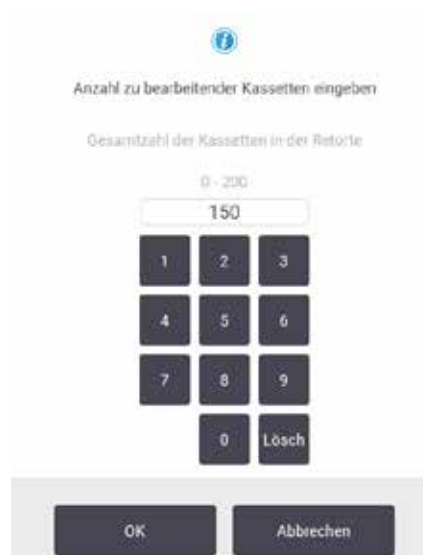 Anzahl zu bearbeitender Kassetten eingeben
Gesamtzahl der Kassetten in der Retorte
0 - 200
150
1 2 3
4 5 6
7 8 9
0 Lösch
OK Abbrechen